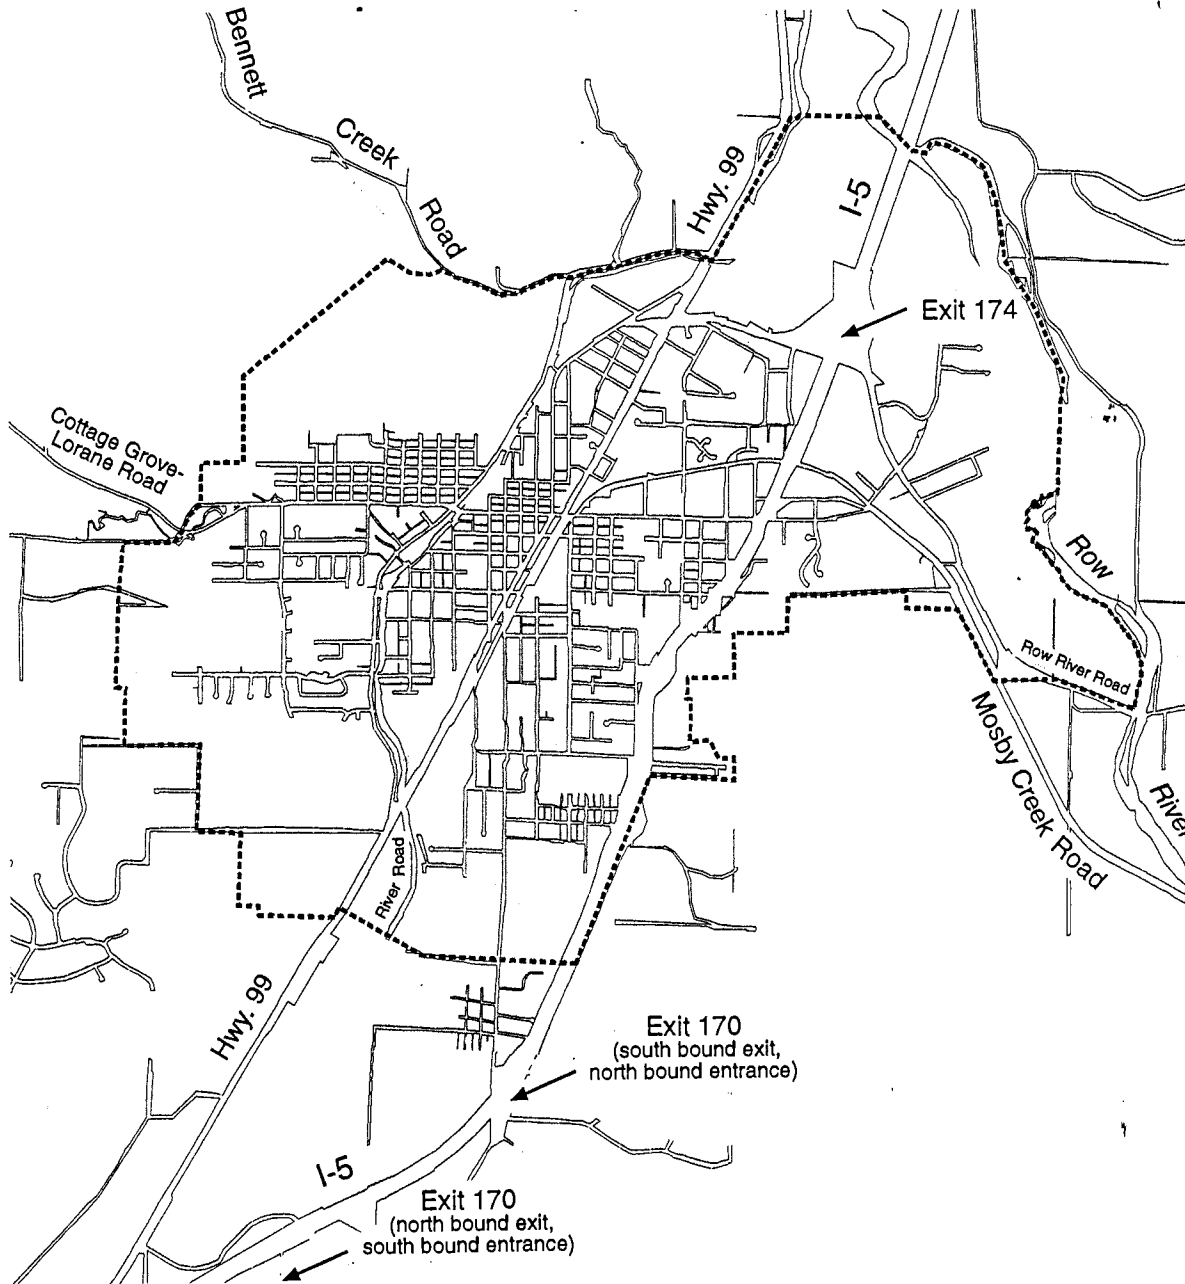 Bennett
Creek
Road
Hwy. 99
I-5
Exit 174
Cottage Grove-
Lorane Road
Row
Row River Road
Mosby Creek Road
River
River Road
Hwy. 99
Exit 170
(south bound exit,
north bound entrance)
I-5
Exit 170
(north bound exit,
south bound entrance)